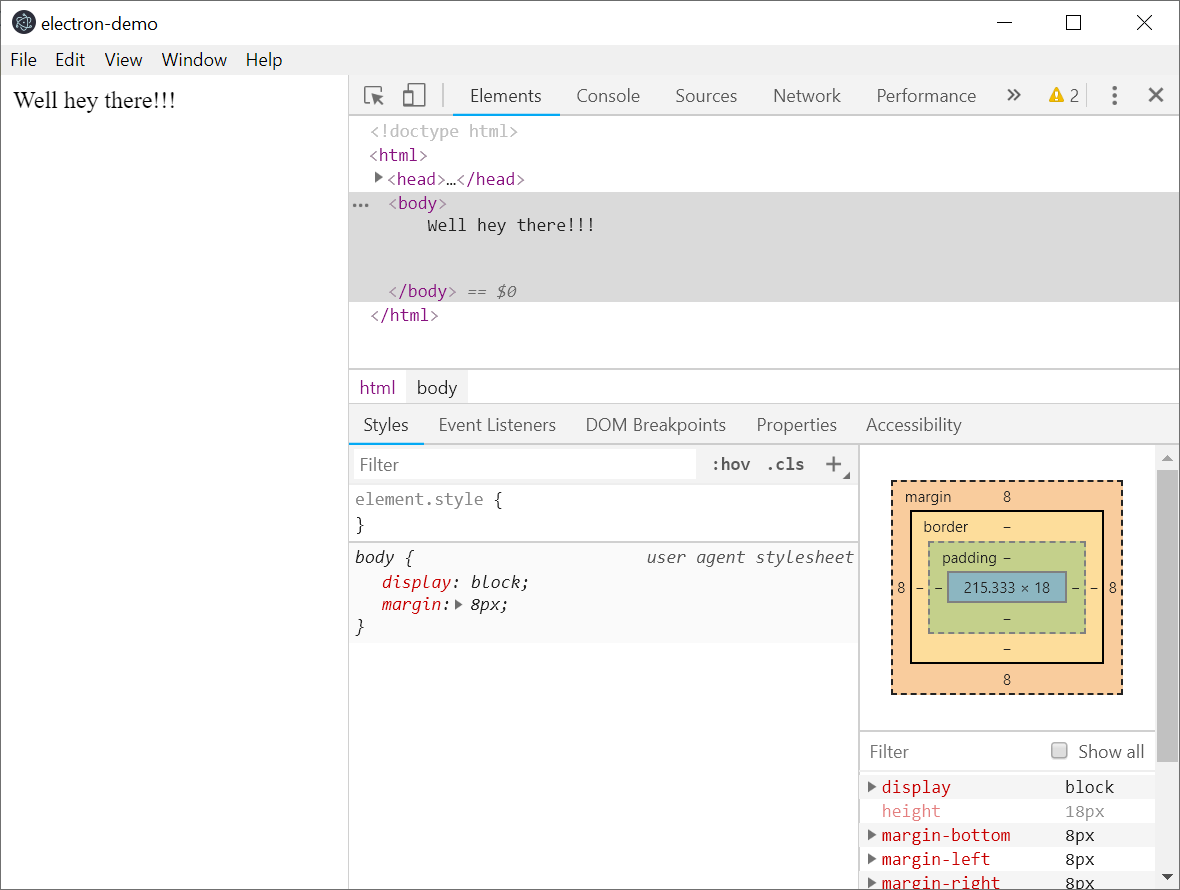 electron-demo
File Edit View Window Help
Well hey there!!!
Elements Console Sources Network Performance » 2
<!doctype html>
<html>
<head>…</head>
… <body>
Well hey there!!!
</body> == $0
</html>
html body
Styles Event Listeners DOM Breakpoints Properties Accessibility
Filter :hov .cls +
element.style {
}
body { user agent stylesheet
display: block;
margin: 8px;
}
margin 8
border –
padding –
8 – – 215.333 × 18 – – 8
–
–
8
Filter Show all
display block
height 18px
margin-bottom 8px
margin-left 8px
margin-right 8px